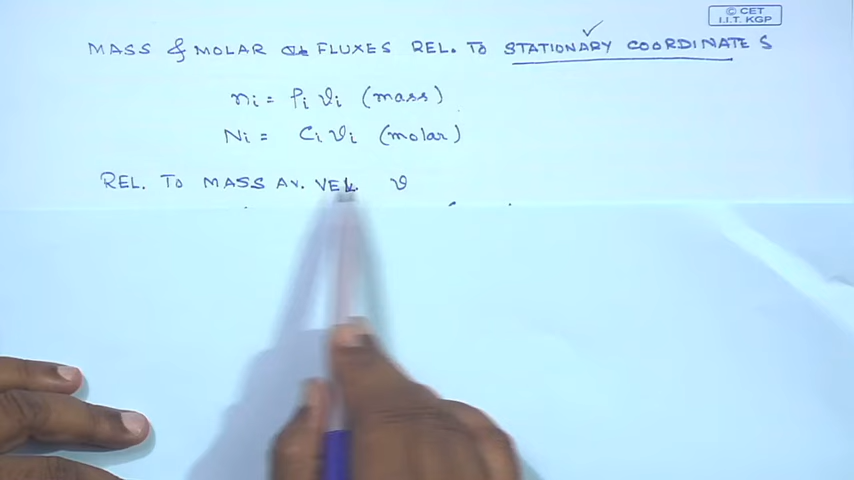 © CET
I.I.T. KGP
MASS & MOLAR FLUXES REL. TO STATIONARY COORDINATES
ni = ρi vi (mass)
Ni = Ci vi (molar)
REL. TO MASS AV. VEL. v